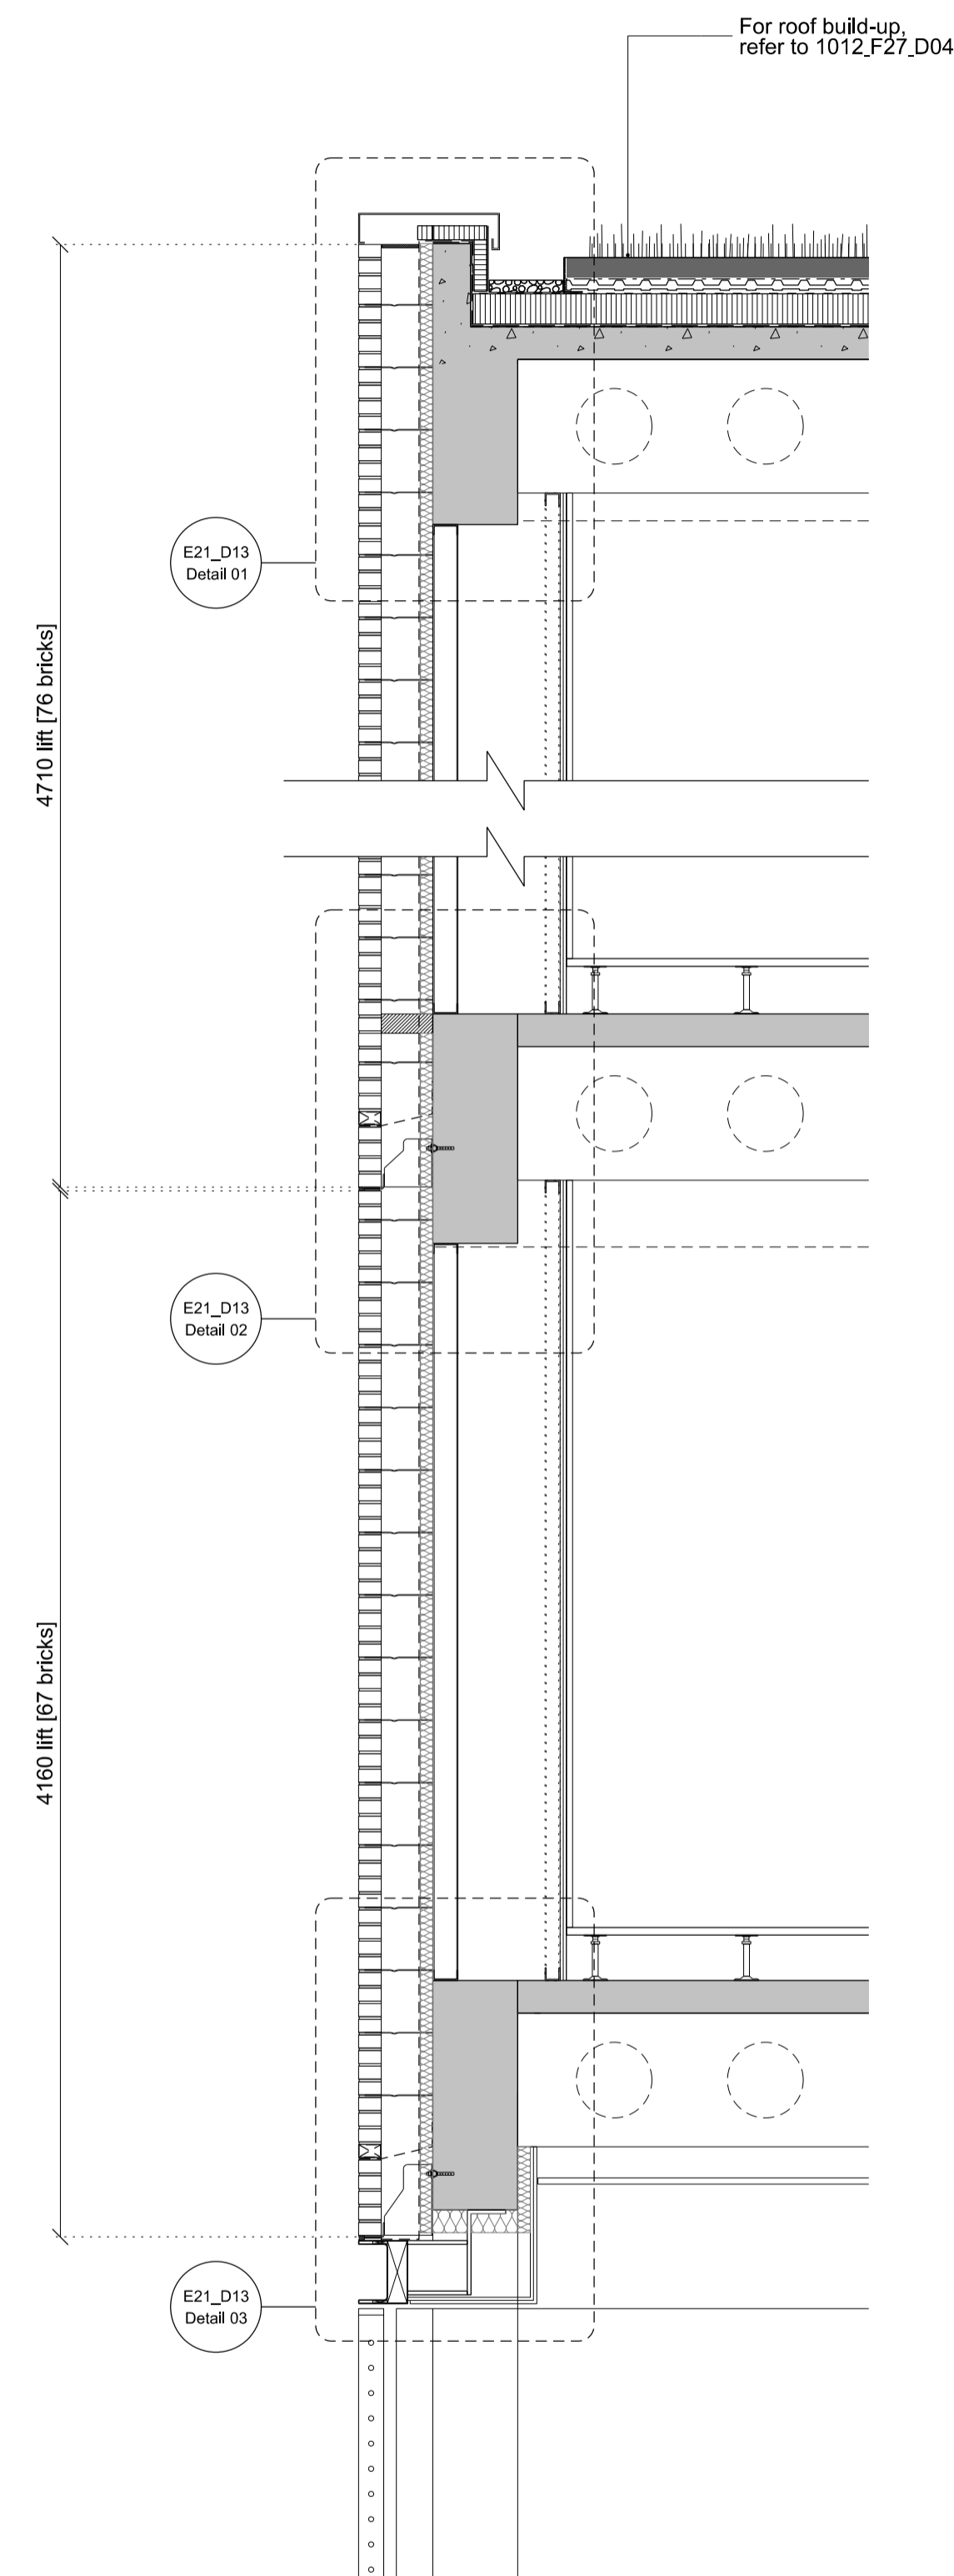 For roof build-up,
refer to 1012_F27_D04
E21_D13
Detail 01
4710 lift [76 bricks]
E21_D13
Detail 02
4160 lift [67 bricks]
E21_D13
Detail 03